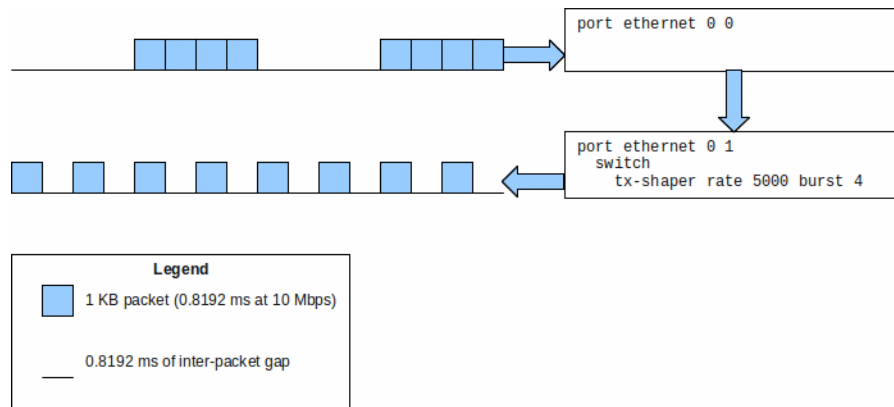 port ethernet 0 0
port ethernet 0 1
switch
tx-shaper rate 5000 burst 4
Legend
1 KB packet (0.8192 ms at 10 Mbps)
0.8192 ms of inter-packet gap